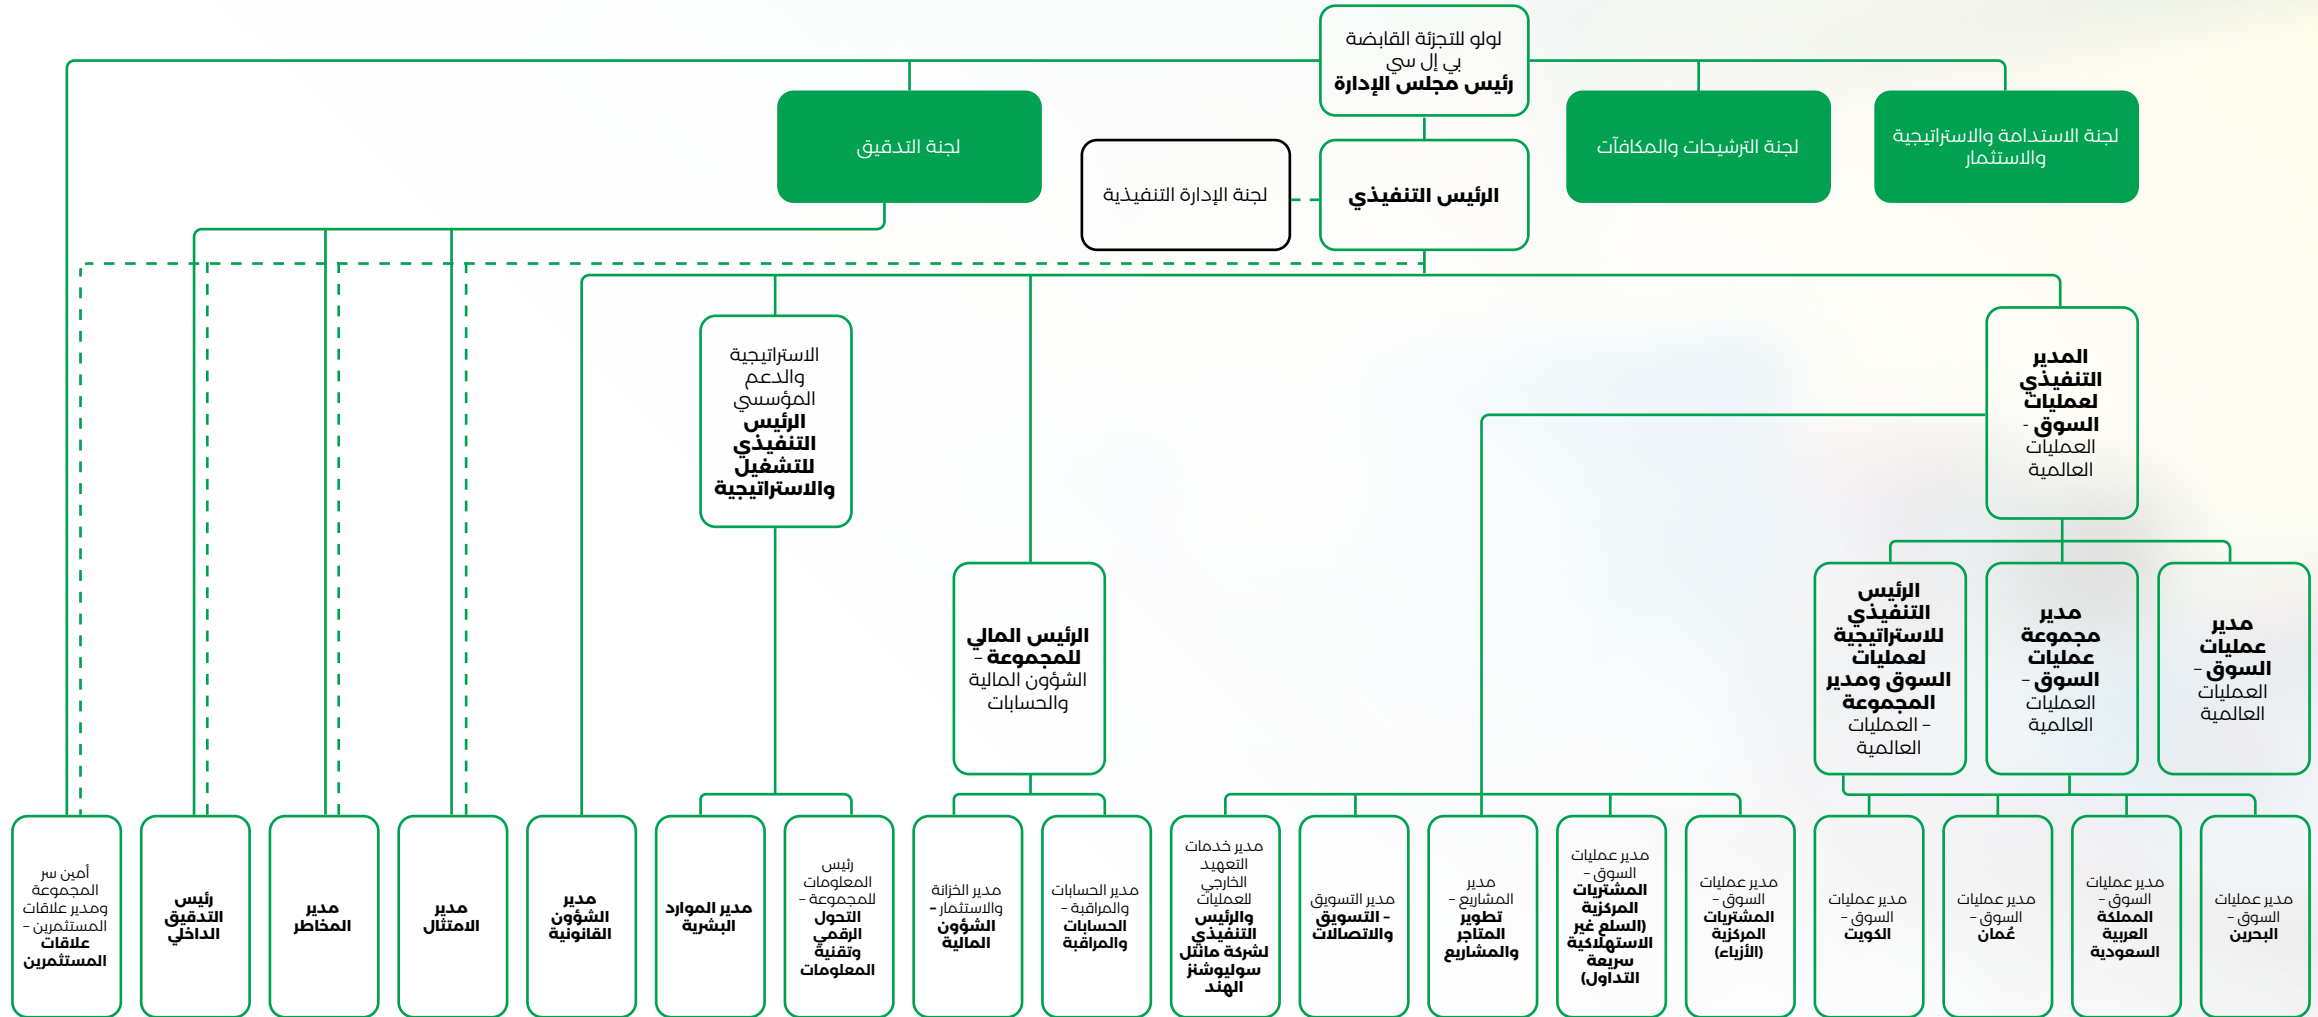 لولو للتجزئة القابضة
بي إل سي
رئيس مجلس الإدارة
لجنة الاستدامة والاستراتيجية
والاستثمار
لجنة الترشيحات والمكافآت
لجنة التدقيق
الرئيس التنفيذي
لجنة الإدارة التنفيذية
المدير
التنفيذي
لعمليات
السوق -
العمليات
العالمية
الاستراتيجية
والدعم
المؤسسي
الرئيس
التنفيذي
للتشغيل
والاستراتيجية
مدير
عمليات
السوق –
العمليات
العالمية
مدير
مجموعة
عمليات
السوق –
العمليات
العالمية
الرئيس
التنفيذي
للاستراتيجية
لعمليات
السوق ومدير
المجموعة
– العمليات
العالمية
الرئيس المالي
للمجموعة –
الشؤون المالية
والحسابات
مدير عمليات
السوق –
البحرين
مدير عمليات
السوق –
المملكة
العربية
السعودية
مدير عمليات
السوق –
عُمان
مدير عمليات
السوق –
الكويت
مدير عمليات
السوق –
المشتريات
المركزية
(الأزياء)
مدير عمليات
السوق –
المشتريات
المركزية
(السلع غير
الاستهلاكية
سريعة
التداول)
مدير
المشاريع –
تطوير
المتاجر
والمشاريع
مدير التسويق
– التسويق
والاتصالات
مدير خدمات
التعهيد
الخارجي
للعمليات
والرئيس
التنفيذي
لشركة مانتل
سوليوشنز
الهند
مدير الحسابات
والمراقبة –
الحسابات
والمراقبة
مدير الخزانة
والاستثمار –
الشؤون
المالية
رئيس
المعلومات
للمجموعة –
التحول
الرقمي
وتقنية
المعلومات
مدير الموارد
البشرية
مدير
الشؤون
القانونية
مدير
الامتثال
مدير
المخاطر
رئيس
التدقيق
الداخلي
أمين سر
المجموعة
ومدير علاقات
المستثمرين –
علاقات
المستثمرين